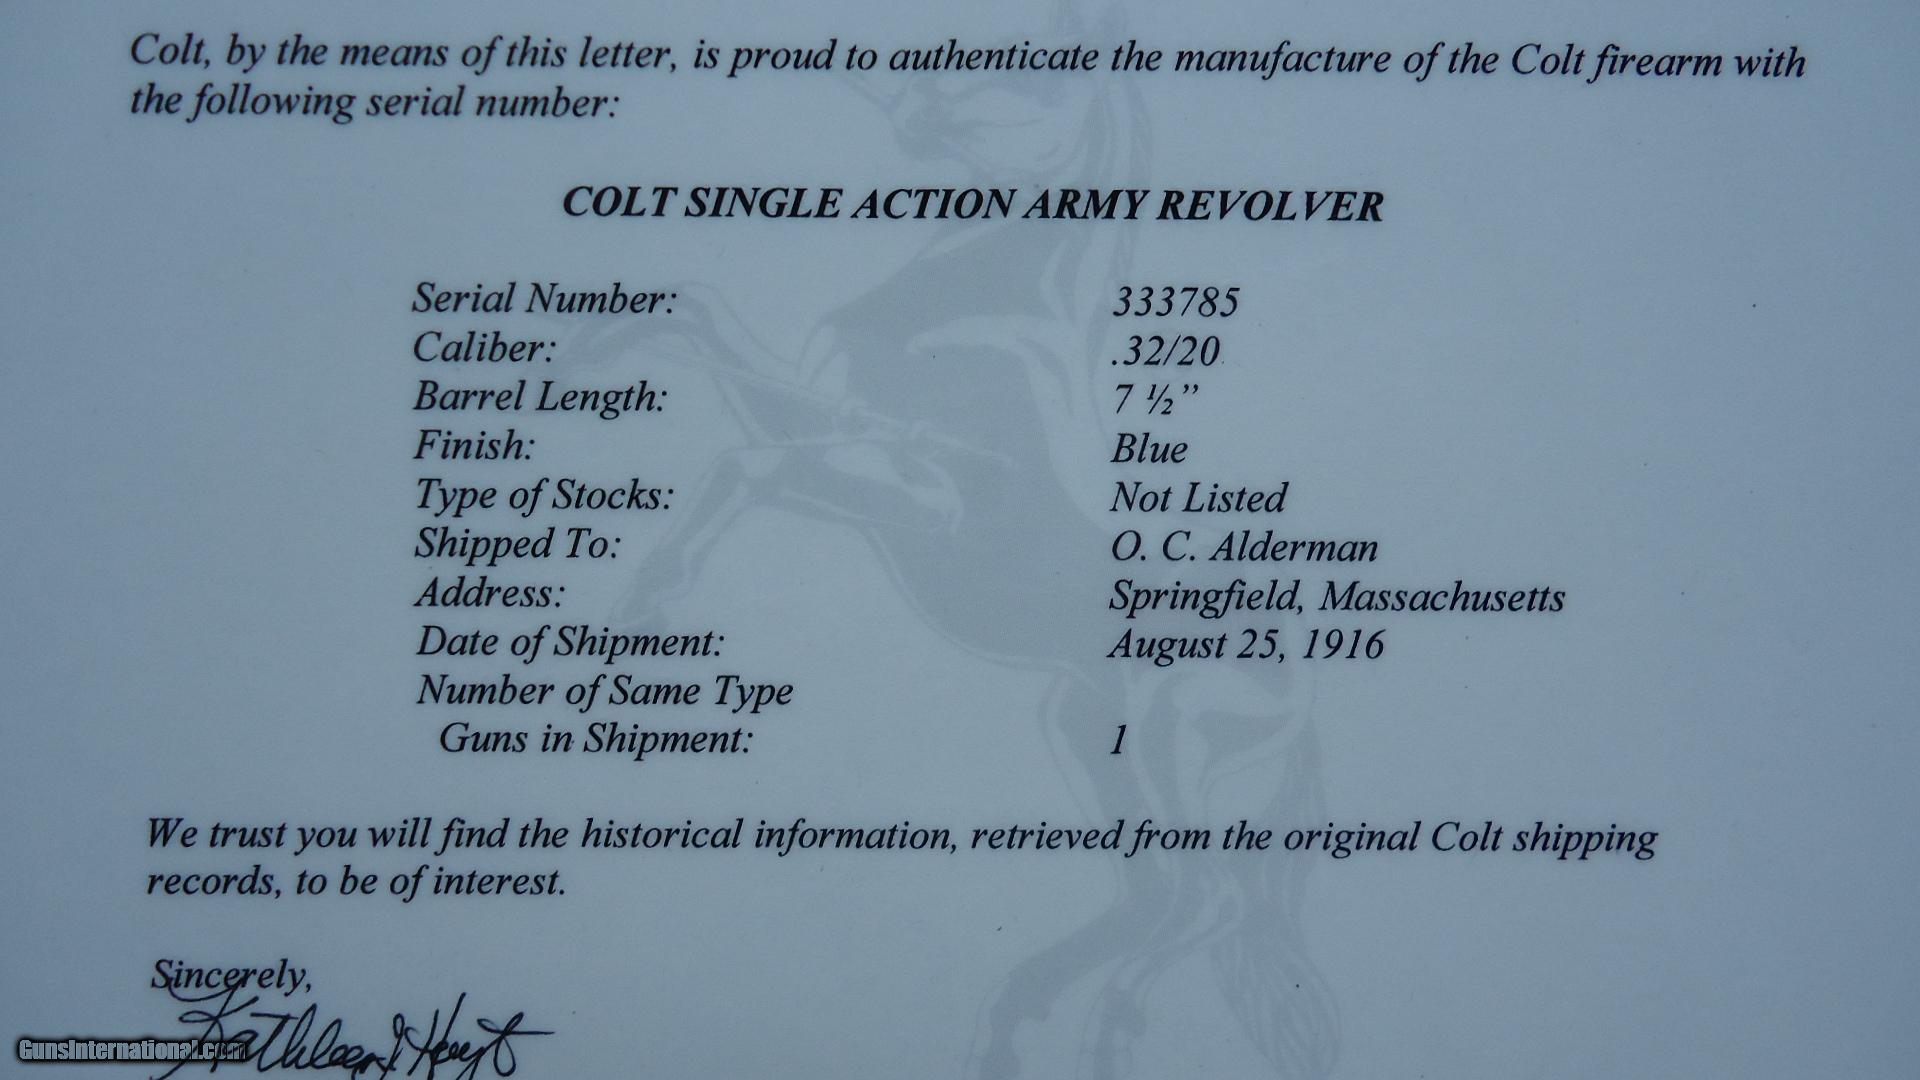 Colt, by the means of this letter, is proud to authenticate the manufacture of the Colt firearm with
the following serial number:
COLT SINGLE ACTION ARMY REVOLVER
Serial Number: 333785
Caliber: .32/20
Barrel Length: 7 ½”
Finish: Blue
Type of Stocks: Not Listed
Shipped To: O. C. Alderman
Address: Springfield, Massachusetts
Date of Shipment: August 25, 1916
Number of Same Type
Guns in Shipment: 1
We trust you will find the historical information, retrieved from the original Colt shipping
records, to be of interest.
Sincerely,
Kathleen J Hoyt
GunsInternational.com